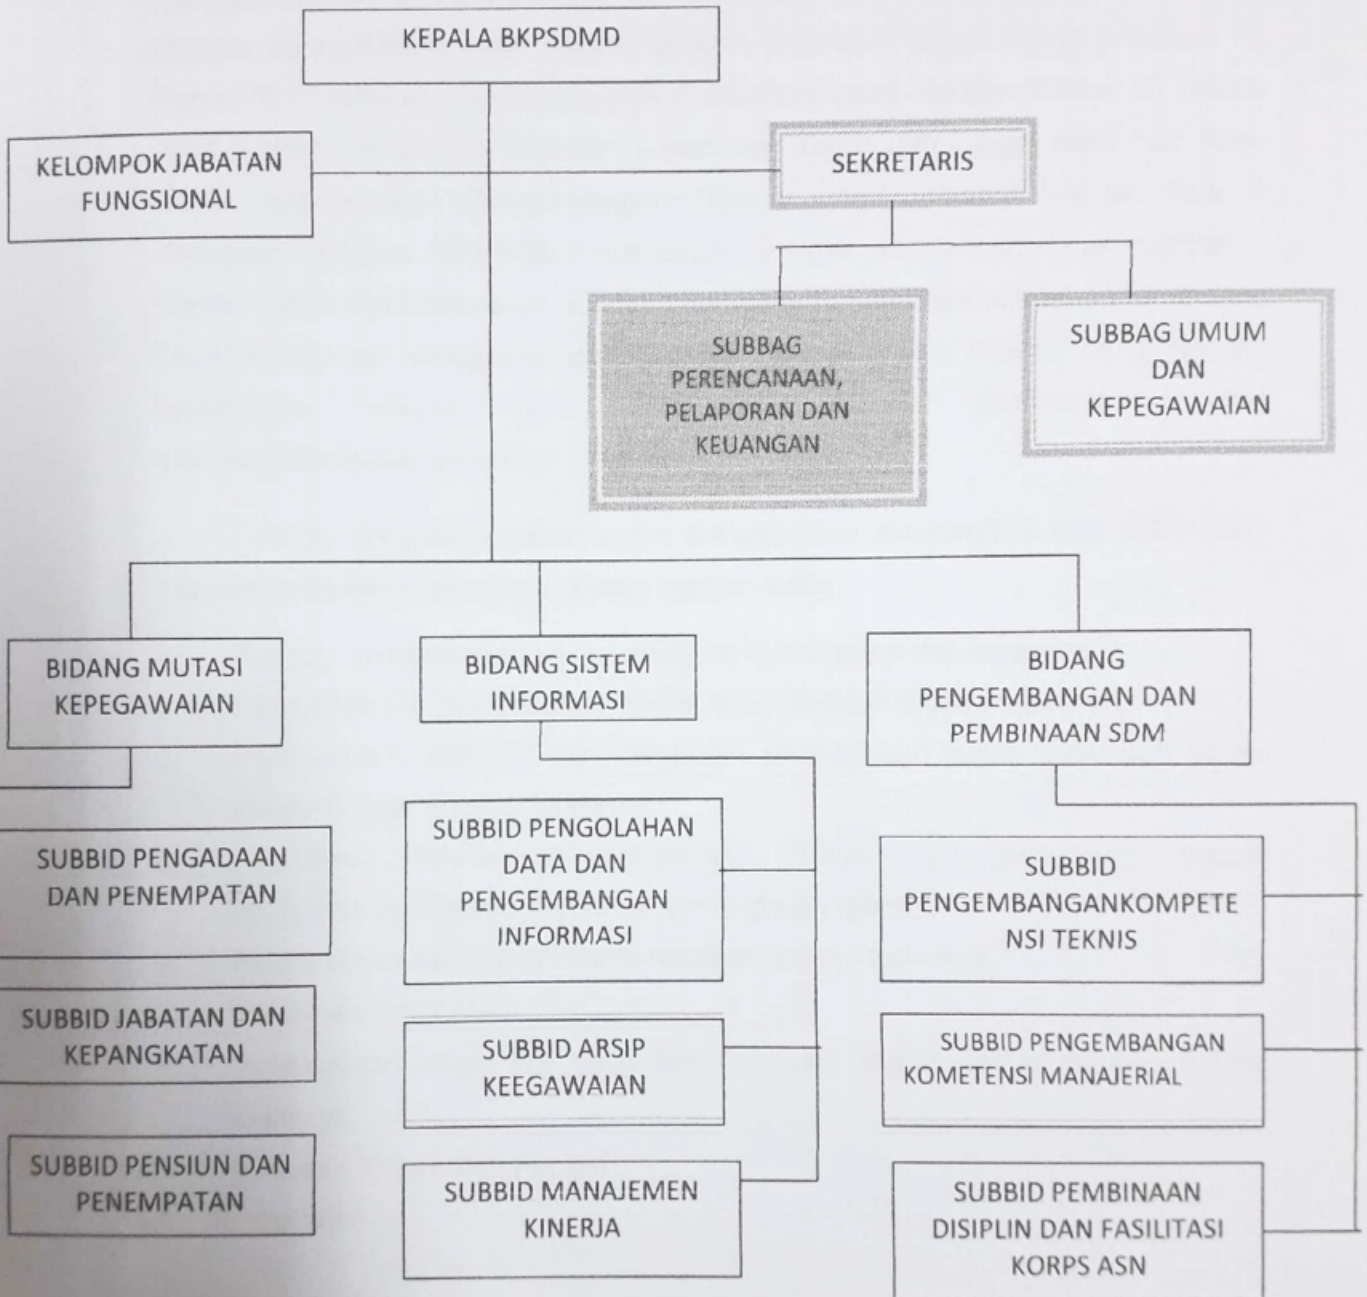 KEPALA BKPSDMD
KELOMPOK JABATAN
FUNGSIONAL
SEKRETARIS
SUBBAG
PERENCANAAN,
PELAPORAN DAN
KEUANGAN
SUBBAG UMUM
DAN
KEPEGAWAIAN
BIDANG MUTASI
KEPEGAWAIAN
BIDANG SISTEM
INFORMASI
BIDANG
PENGEMBANGAN DAN
PEMBINAAN SDM
SUBBID PENGADAAN
DAN PENEMPATAN
SUBBID JABATAN DAN
KEPANGKATAN
SUBBID PENSIUN DAN
PENEMPATAN
SUBBID PENGOLAHAN
DATA DAN
PENGEMBANGAN
INFORMASI
SUBBID ARSIP
KEEGAWAIAN
SUBBID MANAJEMEN
KINERJA
SUBBID
PENGEMBANGANKOMPETE
NSI TEKNIS
SUBBID PENGEMBANGAN
KOMETENSI MANAJERIAL
SUBBID PEMBINAAN
DISIPLIN DAN FASILITASI
KORPS ASN